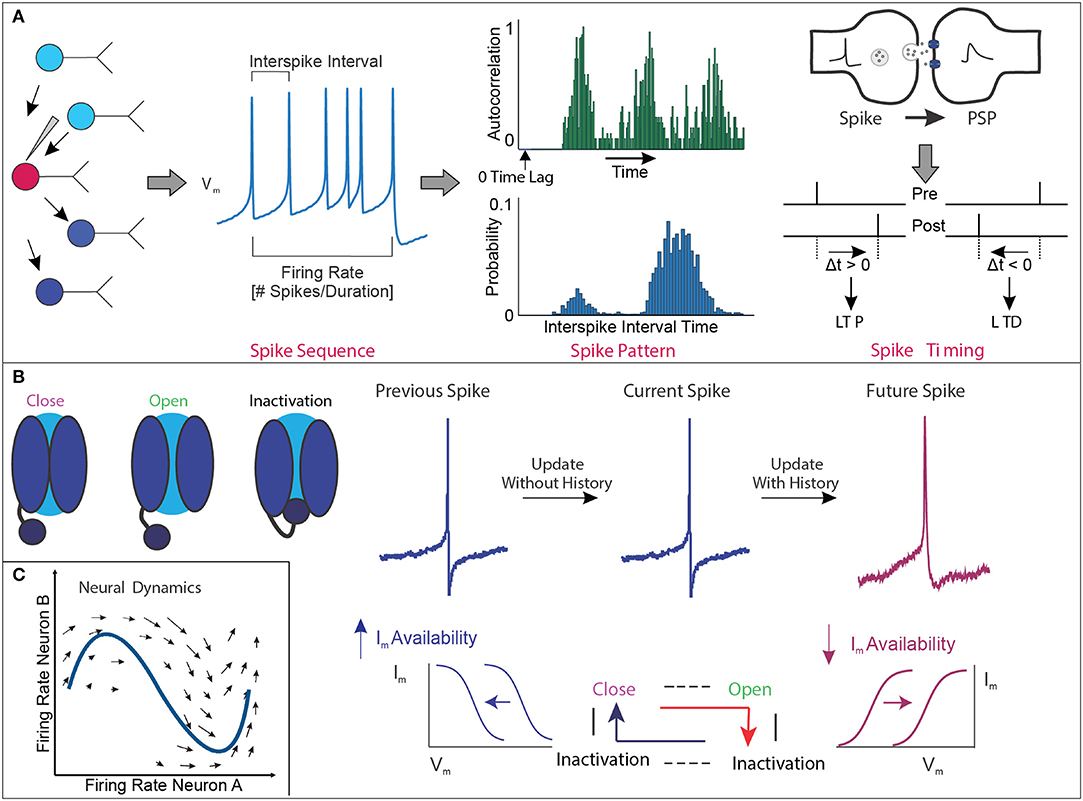 A
Interspike Interval
Vm
Firing Rate
[# Spikes/Duration]
Spike Sequence
1
Autocorrelation
0
0 Time Lag
Time
0.1
Probability
0
Interspike Interval Time
Spike Pattern
Spike
PSP
Pre
Post
Δt > 0
Δt < 0
LT P
L TD
Spike Timing
B
Close
Open
Inactivation
Previous Spike
Current Spike
Future Spike
Update
Without History
Update
With History
Im Availability
Im
Vm
Close
Open
Inactivation
Inactivation
Im Availability
Im
Vm
C
Neural Dynamics
Firing Rate Neuron B
Firing Rate Neuron A